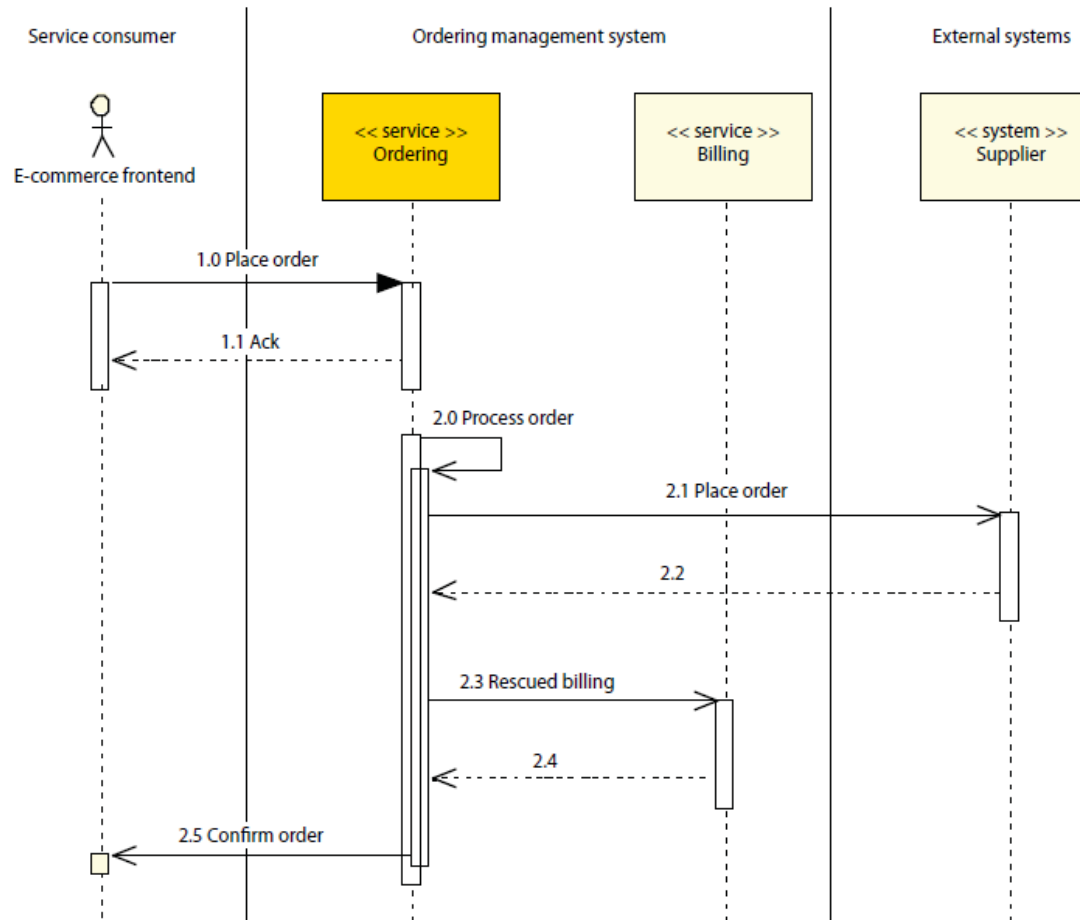 Service consumer
Ordering management system
External systems
<< service >>
Ordering
<< service >>
Billing
<< system >>
Supplier
E-commerce frontend
1.0 Place order
1.1 Ack
2.0 Process order
2.1 Place order
2.2
2.3 Rescued billing
2.4
2.5 Confirm order